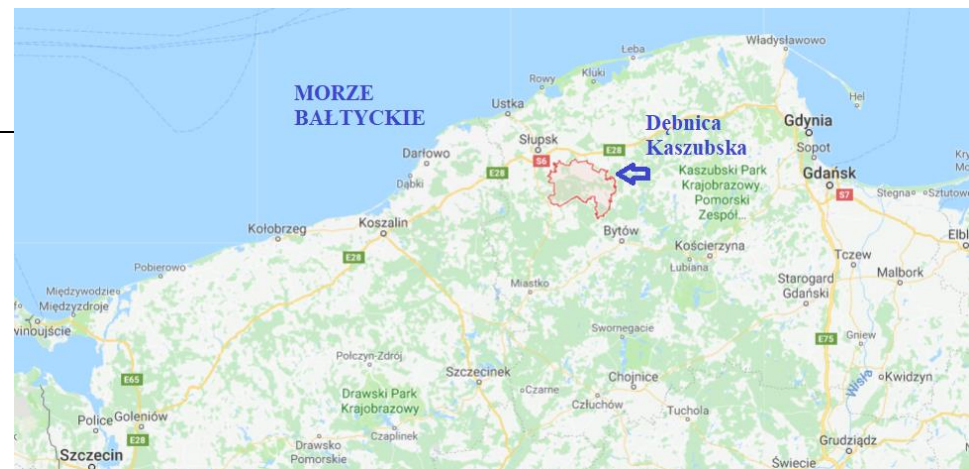 Władysławowo
Łeba
Rowy
Kluki
Hel
MORZE
BAŁTYCKIE
Ustka
Gdynia
Dębnica
Kaszubska
Słupsk
Sopot
E28
S6
Darłowo
Kaszubski Park
Krajobrazowy.
Pomorski
Zespół...
Gdańsk
E28
Dąbki
S7
Stegna
Kołobrzeg
Koszalin
Bytów
Kościerzyna
E28
Tczew
Lubiana
Pobierowo
Malbork
Miastko
Starogard
Gdański
Międzywodzie
Międzyzdroje
winoujście
Swornegacie
E75
Gniew
Połczyn-Zdrój
Szczecinek
Chojnice
Wisła
Kwidzyn
E65
Czarne
Drawski Park
Krajobrazowy
Człuchów
Tuchola
Police
Goleniów
E28
Czaplinek
Drawsko
Pomorskie
Grudziądz
Szczecin
Świecie